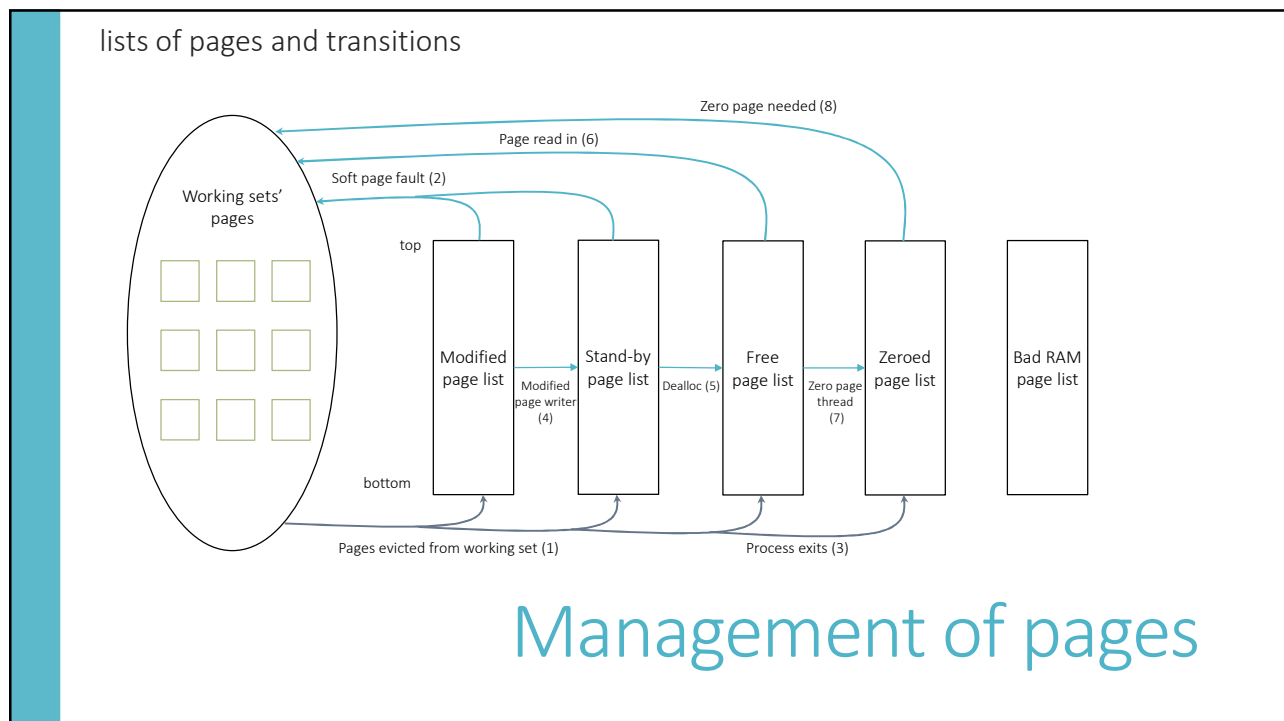 lists of pages and transitions
Zero page needed (8)
Page read in (6)
Soft page fault (2)
Working sets'
pages
top
Modified
page list
Modified
page writer
(4)
Stand-by
page list
Dealloc (5)
Free
page list
Zero page
thread
(7)
Zeroed
page list
Bad RAM
page list
bottom
Pages evicted from working set (1)
Process exits (3)
Management of pages